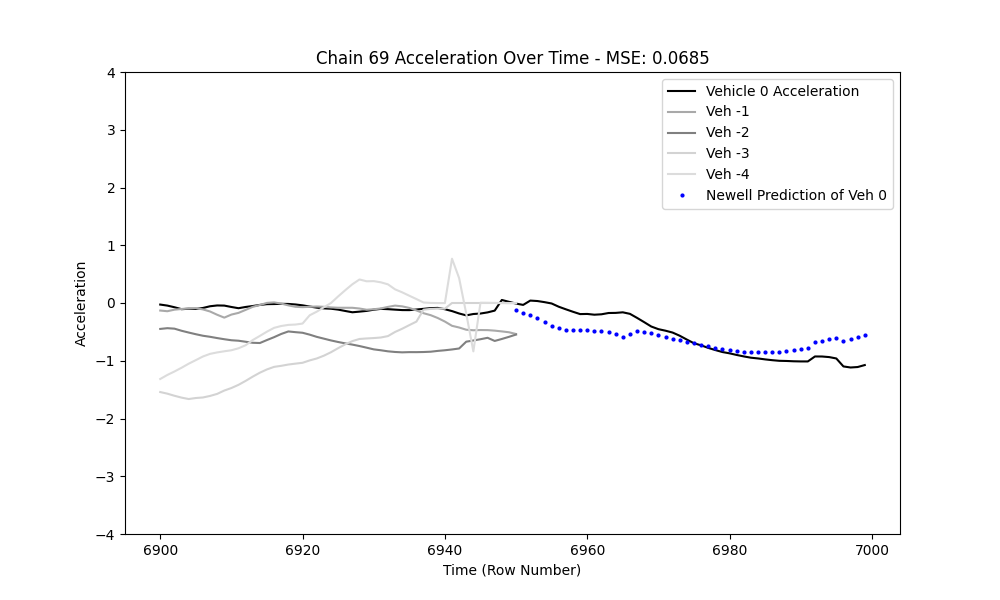 Chain 69 Acceleration Over Time - MSE: 0.0685
Vehicle 0 Acceleration
Veh -1
Veh -2
Veh -3
Veh -4
Newell Prediction of Veh 0
Acceleration
4
3
2
1
0
−1
−2
−3
−4
6900 6920 6940 6960 6980 7000
Time (Row Number)